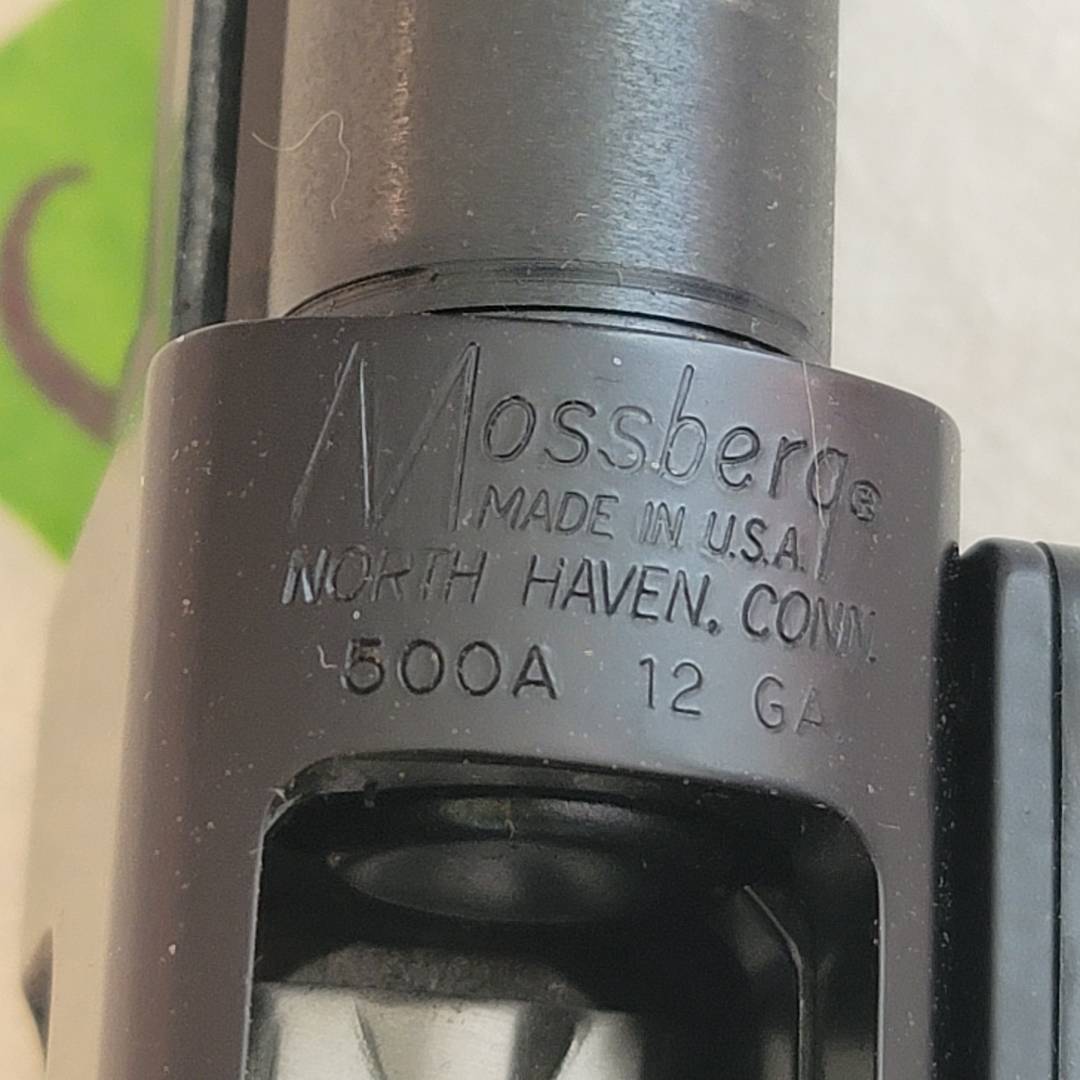 Mossberg®
MADE IN U.S.A.
NORTH HAVEN, CONN.
500A 12 GA.